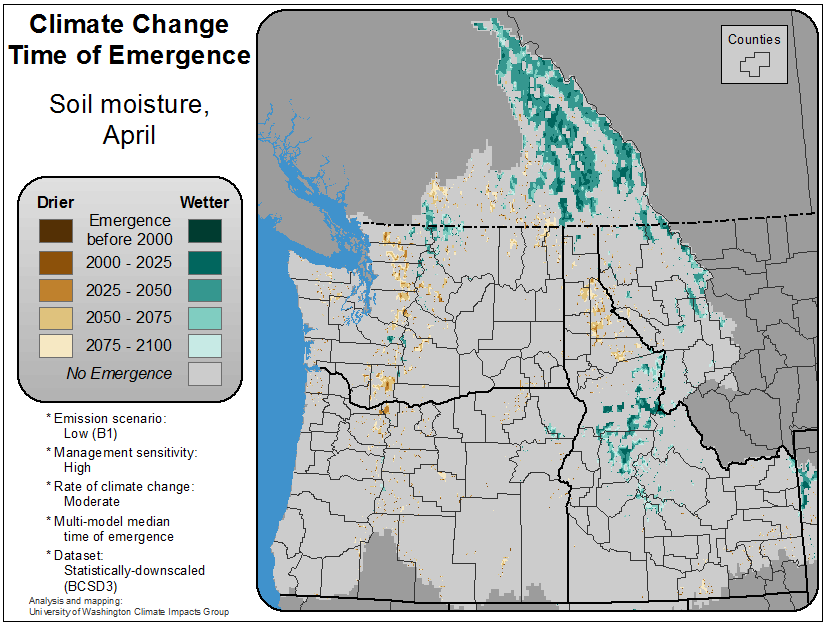 Climate Change
Time of Emergence
Soil moisture,
April
Drier
Wetter
Emergence
before 2000
2000 - 2025
2025 - 2050
2050 - 2075
2075 - 2100
No Emergence
* Emission scenario:
Low (B1)
* Management sensitivity:
High
* Rate of climate change:
Moderate
* Multi-model median
time of emergence
* Dataset:
Statistically-downscaled
(BCSD3)
Analysis and mapping:
University of Washington Climate Impacts Group
Counties